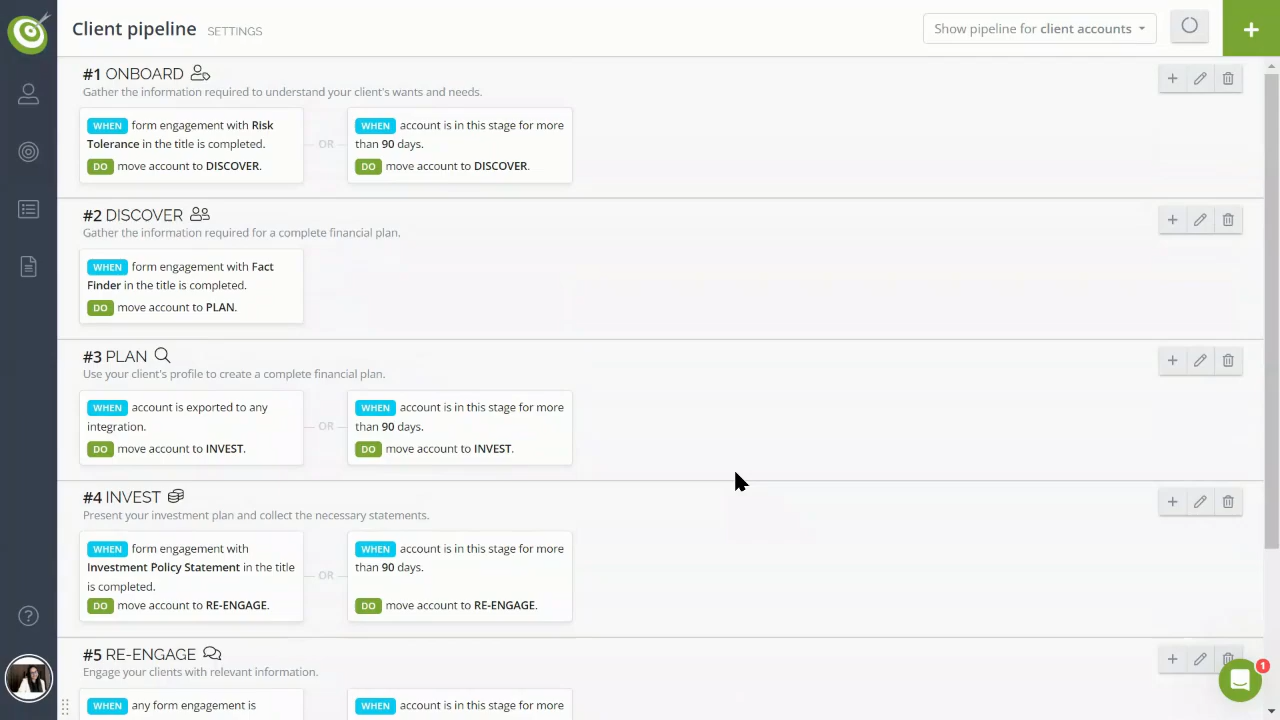 Client pipeline SETTINGS
Show pipeline for client accounts
#1 ONBOARD
Gather the information required to understand your client's wants and needs.
WHEN form engagement with Risk
Tolerance in the title is completed.
DO move account to DISCOVER.
OR
WHEN account is in this stage for more
than 90 days.
DO move account to DISCOVER.
#2 DISCOVER
Gather the information required for a complete financial plan.
WHEN form engagement with Fact
Finder in the title is completed.
DO move account to PLAN.
#3 PLAN
Use your client's profile to create a complete financial plan.
WHEN account is exported to any
integration.
DO move account to INVEST.
OR
WHEN account is in this stage for more
than 90 days.
DO move account to INVEST.
#4 INVEST
Present your investment plan and collect the necessary statements.
WHEN form engagement with
Investment Policy Statement in the title
is completed.
DO move account to RE-ENGAGE.
OR
WHEN account is in this stage for more
than 90 days.
DO move account to RE-ENGAGE.
#5 RE-ENGAGE
Engage your clients with relevant information.
WHEN any form engagement is
WHEN account is in this stage for more
1